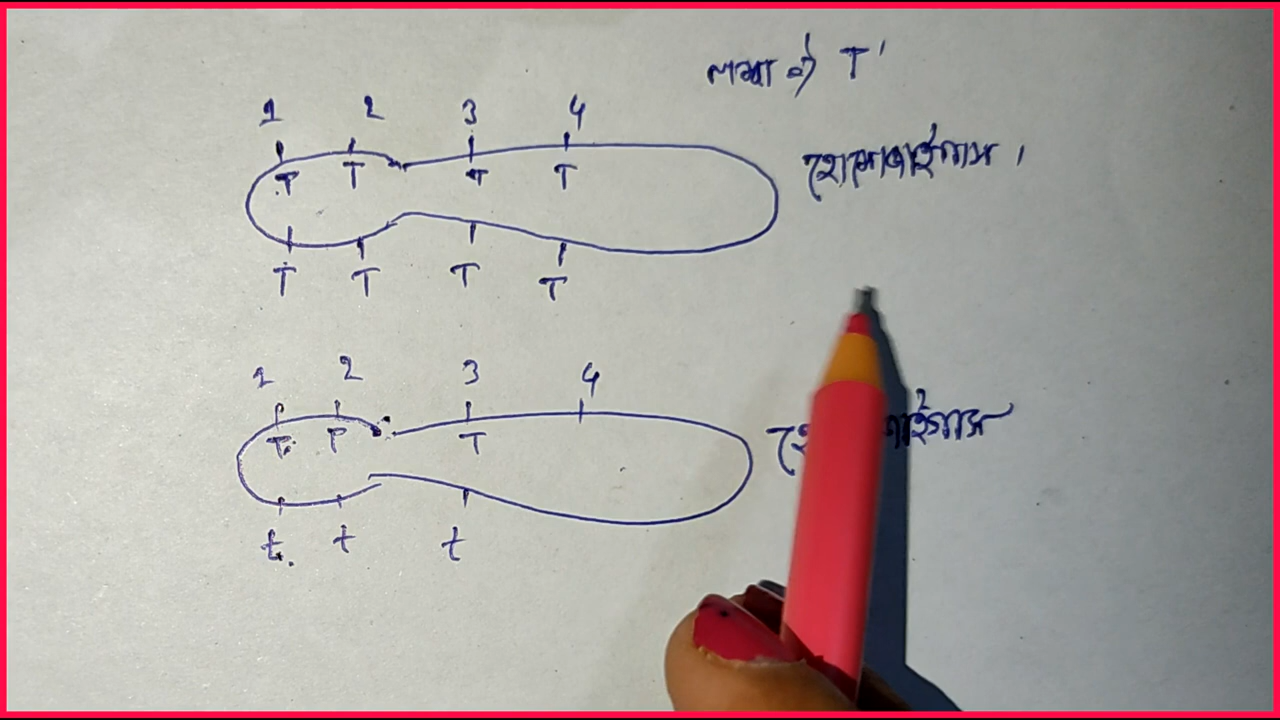 লম্বা → T'
1 2 3 4
T T T T
হোমোজাইগাস।
T T T T
1 2 3 4
T T T
t t t